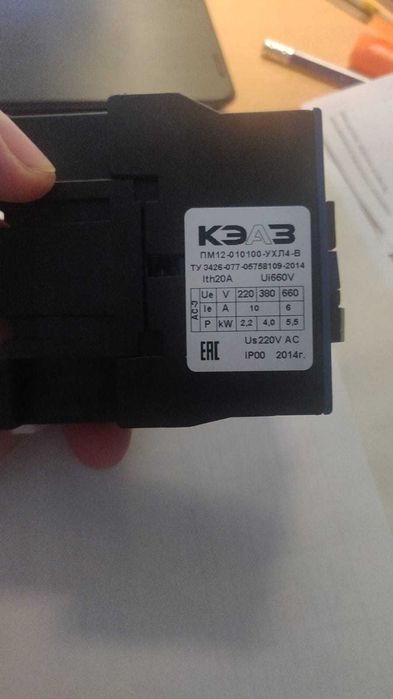 КЭАЗ
ПМ12-010100-УХЛ4-В
ТУ 3426-077-05758109-2014
Ith20A Ui660V
AC-3
Ue V 220 380 660
Ie A 10 6
P kW 2,2 4,0 5,5
Us220V AC
EAC IP00 2014г.